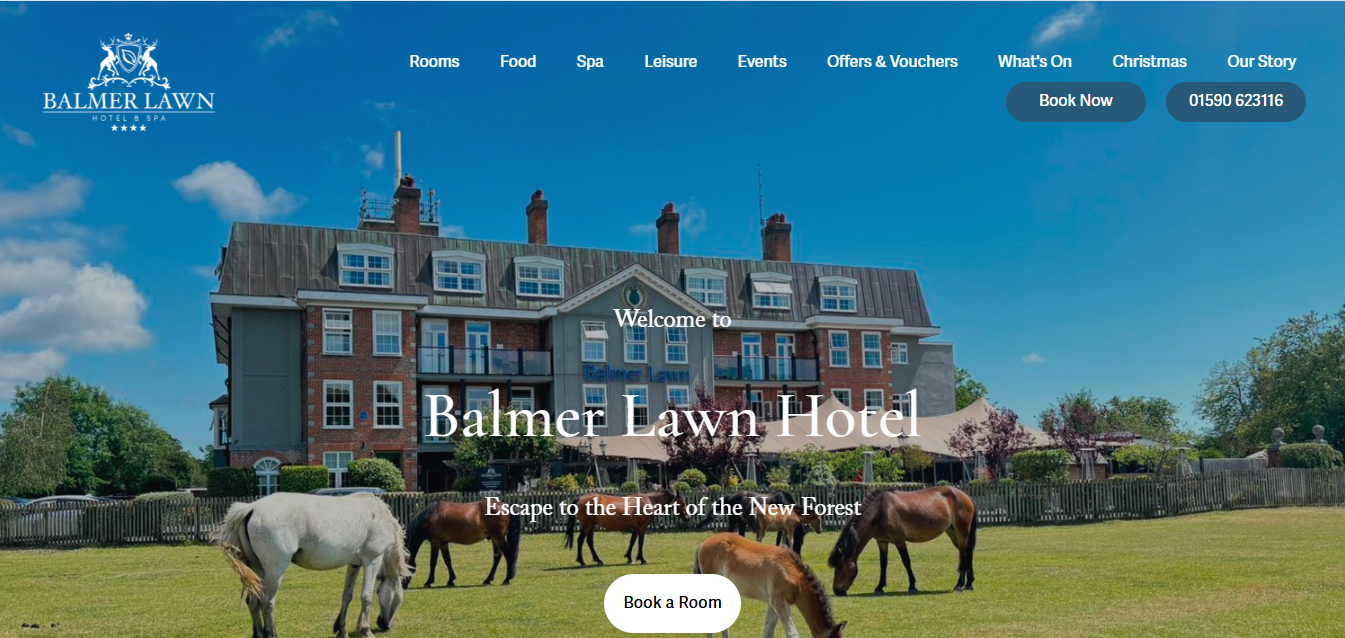 BALMER LAWN
HOTEL & SPA
Rooms Food Spa Leisure Events Offers & Vouchers What's On Christmas Our Story
Book Now 01590 623116
Welcome to
Balmer Lawn
Balmer Lawn Hotel
Escape to the Heart of the New Forest
Book a Room